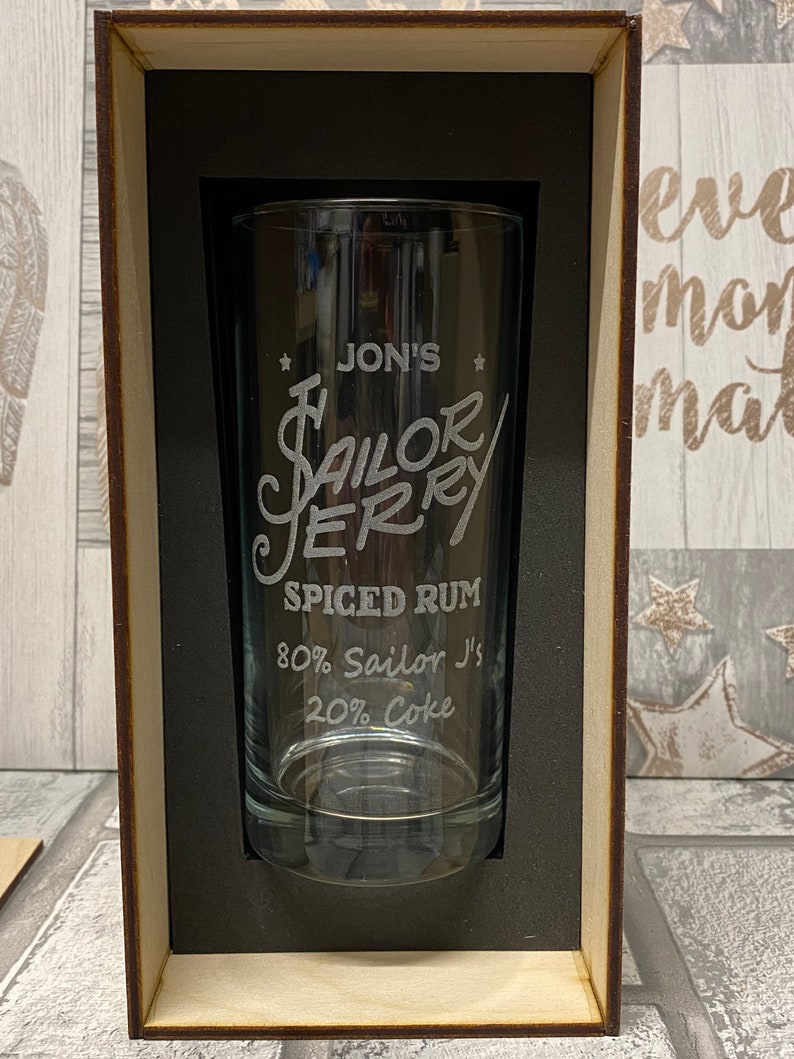 JON'S
SAILOR
JERRY
SPICED RUM
80% Sailor J's
20% Coke